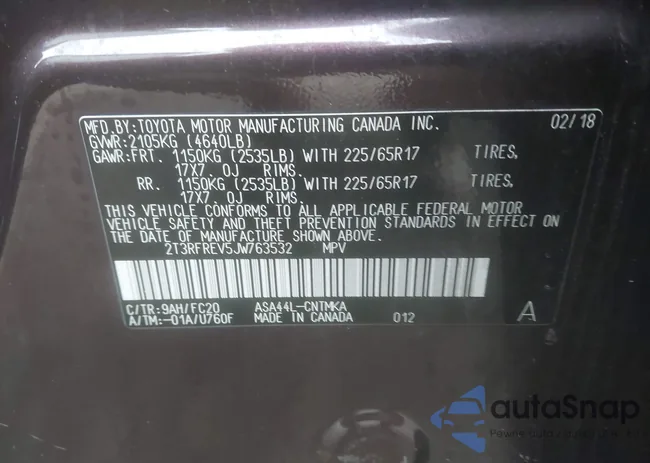 MFD.BY:TOYOTA MOTOR MANUFACTURING CANADA INC. 02/18
GVWR:2105KG (4640LB)
GAWR:FRT. 1150KG (2535LB) WITH 225/65R17 TIRES,
17X7. OJ RIMS.
RR. 1150KG (2535LB) WITH 225/65R17 TIRES,
17X7. OJ RIMS.
THIS VEHICLE CONFORMS TO ALL APPLICABLE FEDERAL MOTOR
VEHICLE SAFETY AND THEFT PREVENTION STANDARDS IN EFFECT ON
THE DATE OF MANUFACTURE SHOWN ABOVE.
2T3RFREV5JW763532 MPV
C/TR:9AH/FC20 ASA44L-CNTMKA
A/TM:-01A/U760F MADE IN CANADA 012 A
autaSnap